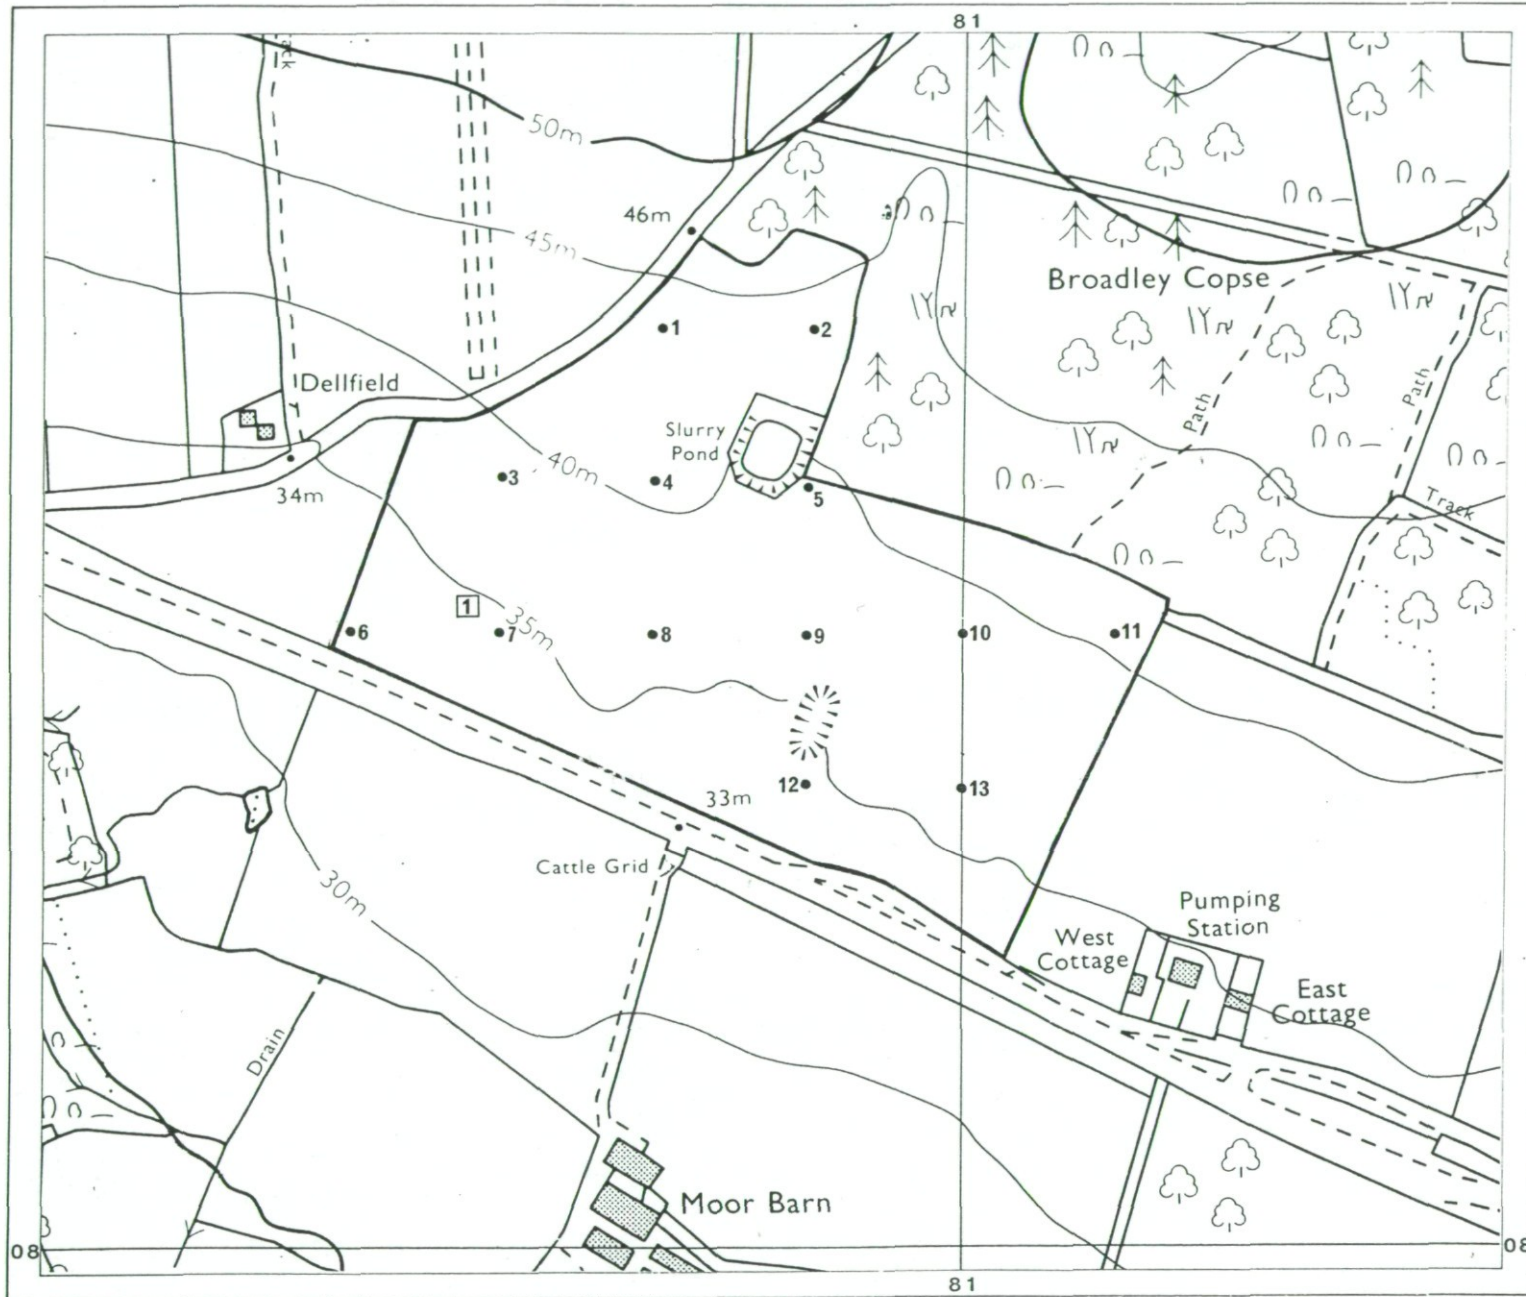 81
50m
46m
45m
Broadley Copse
1
2
Dellfield
Path
Path
Slurry
Pond
40m
3
4
5
34m
Track
1
35m
6
7
8
9
10
11
12
13
33m
Cattle Grid
30m
Pumping
Station
West
Cottage
East
Cottage
Drain
Moor Barn
08
08
81